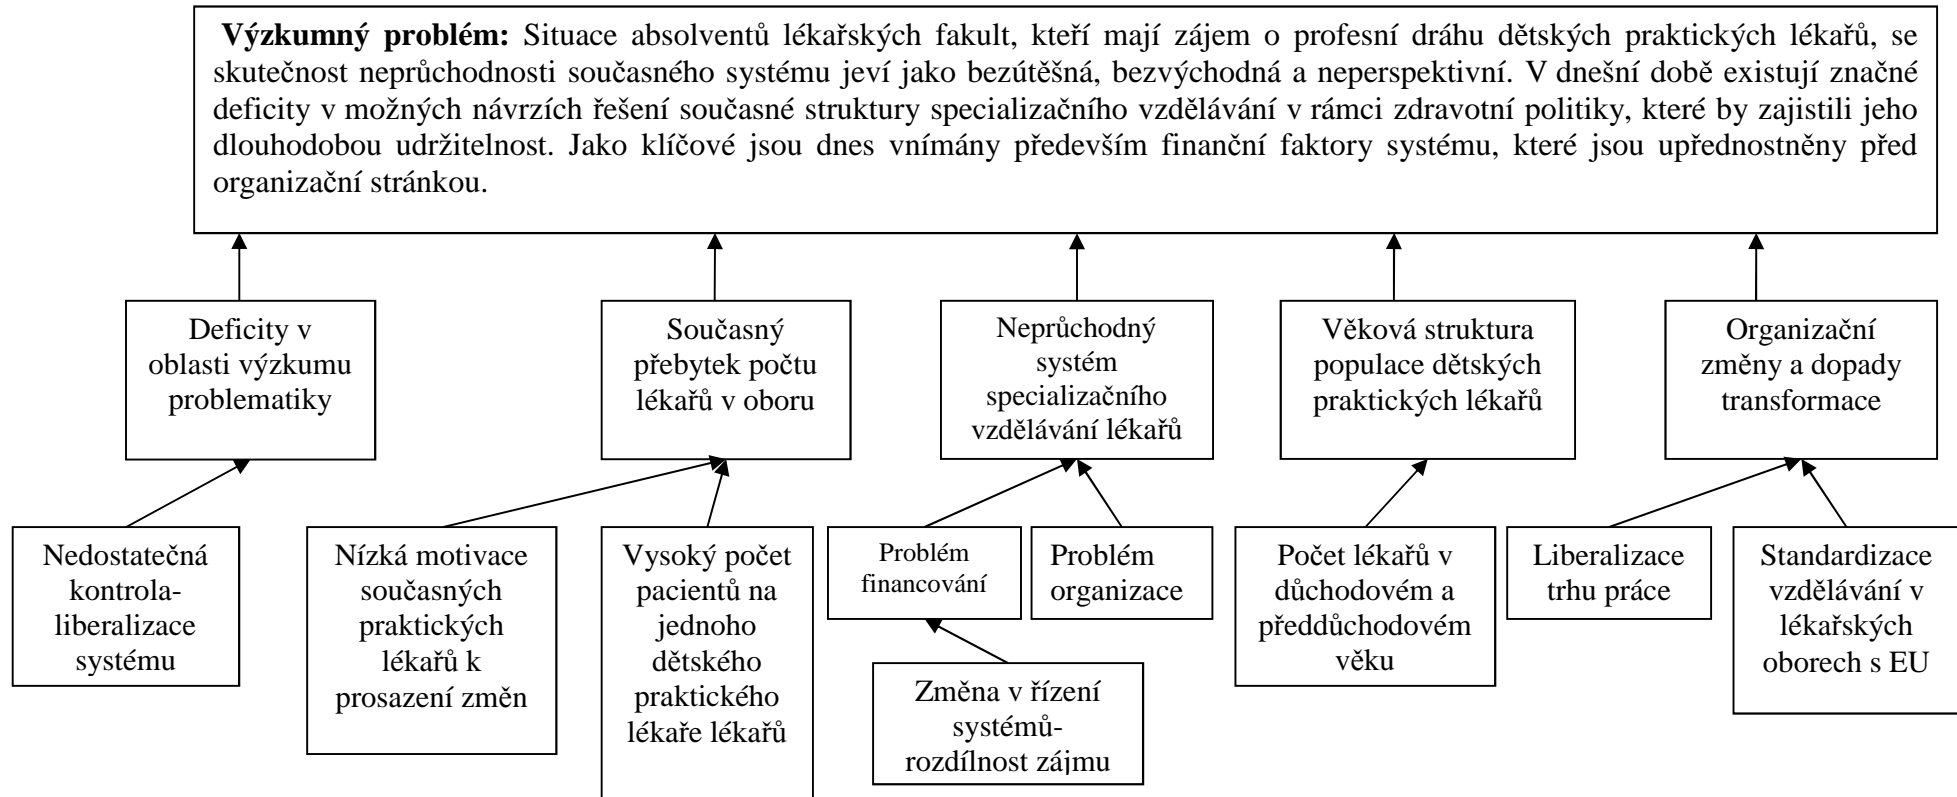 Výzkumný problém: Situace absolventů lékařských fakult, kteří mají zájem o profesní dráhu dětských praktických lékařů, se
skutečnost neprůchodnosti současného systému jeví jako bezútěšná, bezvýchodná a neperspektivní. V dnešní době existují značné
deficity v možných návrzích řešení současné struktury specializačního vzdělávání v rámci zdravotní politiky, které by zajistili jeho
dlouhodobou udržitelnost. Jako klíčové jsou dnes vnímány především finanční faktory systému, které jsou upřednostněny před
organizační stránkou.
Deficity v
oblasti výzkumu
problematiky
Současný
přebytek počtu
lékařů v oboru
Neprůchodný
systém
specializačního
vzdělávání lékařů
Věková struktura
populace dětských
praktických lékařů
Organizační
změny a dopady
transformace
Nedostatečná
kontrola-
liberalizace
systému
Nízká motivace
současných
praktických
lékařů k
prosazení změn
Vysoký počet
pacientů na
jednoho
dětského
praktického
lékaře lékařů
Problém
financování
Problém
organizace
Počet lékařů v
důchodovém a
předdůchodovém
věku
Liberalizace
trhu práce
Standardizace
vzdělávání v
lékařských
oborech s EU
Změna v řízení
systémů-
rozdílnost zájmu